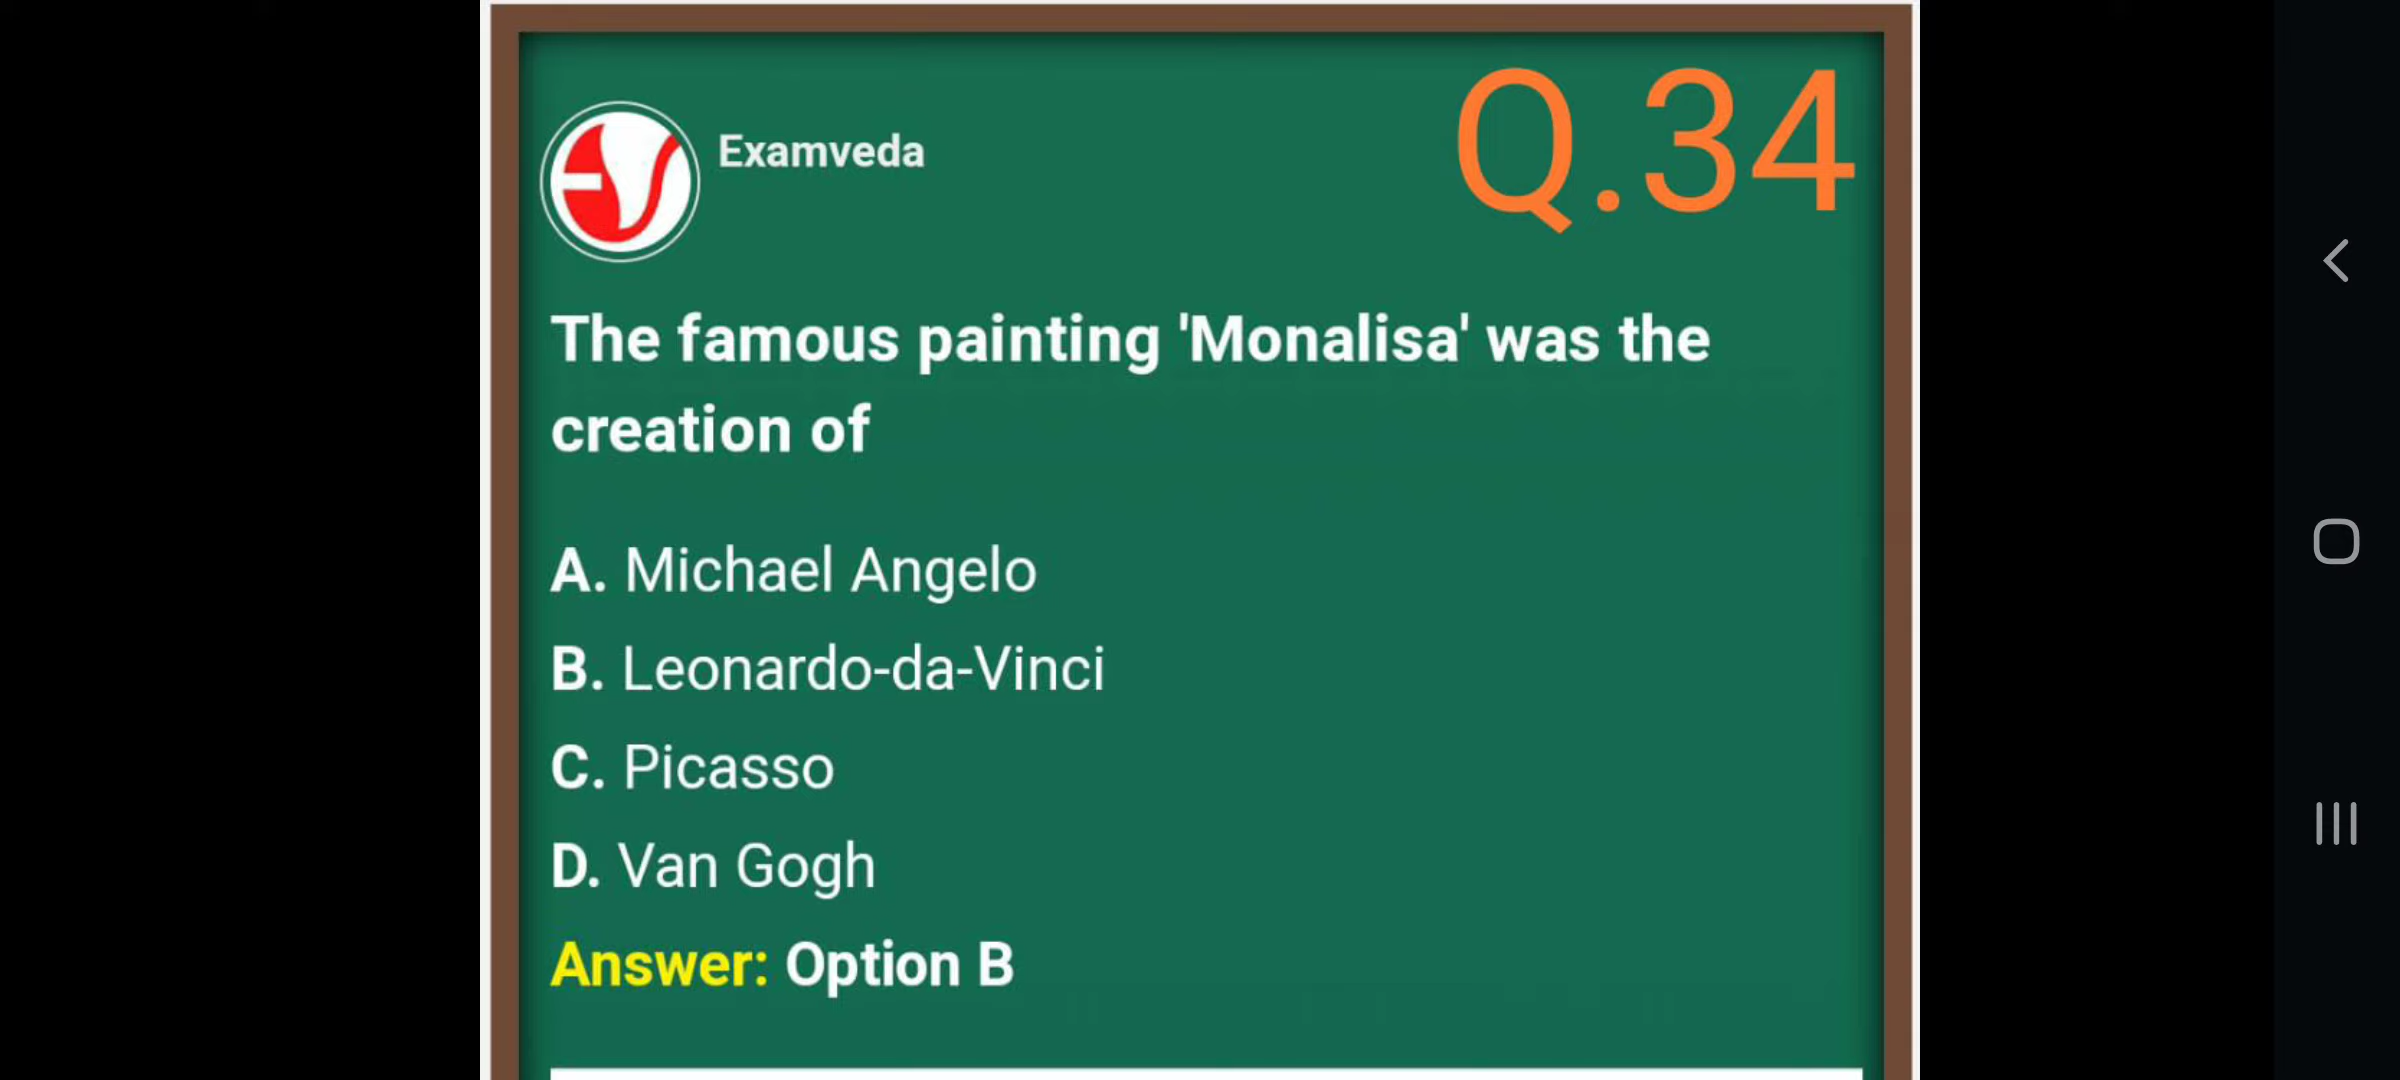 Examveda
Q.34
The famous painting 'Monalisa' was the
creation of
A. Michael Angelo
B. Leonardo-da-Vinci
C. Picasso
D. Van Gogh
Answer: Option B